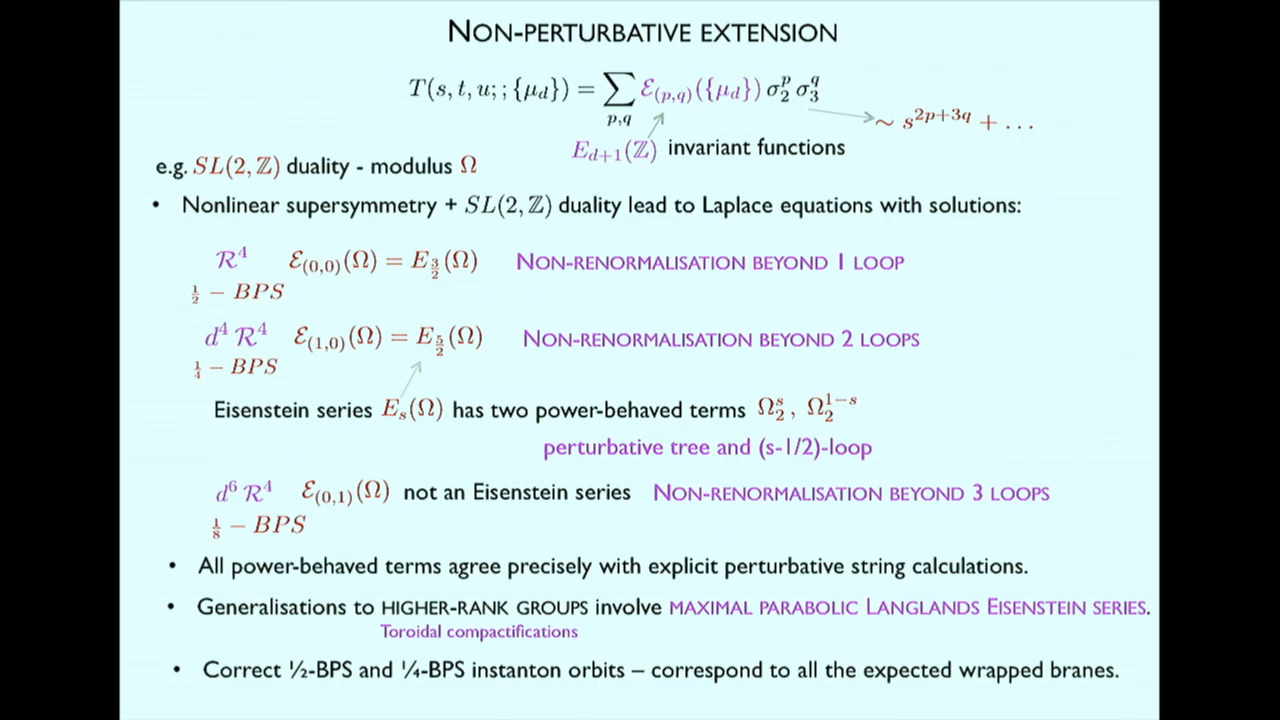 NON-PERTURBATIVE EXTENSION
T(s, t, u; ; {μ_d}) = ∑_{p,q} ℰ_{(p,q)}({μ_d}) σ_2^p σ_3^q
∼ s^{2p+3q} + …
E_{d+1}(ℤ) invariant functions
e.g. SL(2, ℤ) duality - modulus Ω
• Nonlinear supersymmetry + SL(2, ℤ) duality lead to Laplace equations with solutions:
ℛ^4 ℰ_{(0,0)}(Ω) = E_{3/2}(Ω) NON-RENORMALISATION BEYOND 1 LOOP
1/2 − BPS
d^4 ℛ^4 ℰ_{(1,0)}(Ω) = E_{5/2}(Ω) NON-RENORMALISATION BEYOND 2 LOOPS
1/4 − BPS
Eisenstein series E_s(Ω) has two power-behaved terms Ω_2^s , Ω_2^{1−s}
perturbative tree and (s-1/2)-loop
d^6 ℛ^4 ℰ_{(0,1)}(Ω) not an Eisenstein series NON-RENORMALISATION BEYOND 3 LOOPS
1/8 − BPS
• All power-behaved terms agree precisely with explicit perturbative string calculations.
• Generalisations to HIGHER-RANK GROUPS involve MAXIMAL PARABOLIC LANGLANDS EISENSTEIN SERIES.
Toroidal compactifications
• Correct ½-BPS and ¼-BPS instanton orbits – correspond to all the expected wrapped branes.